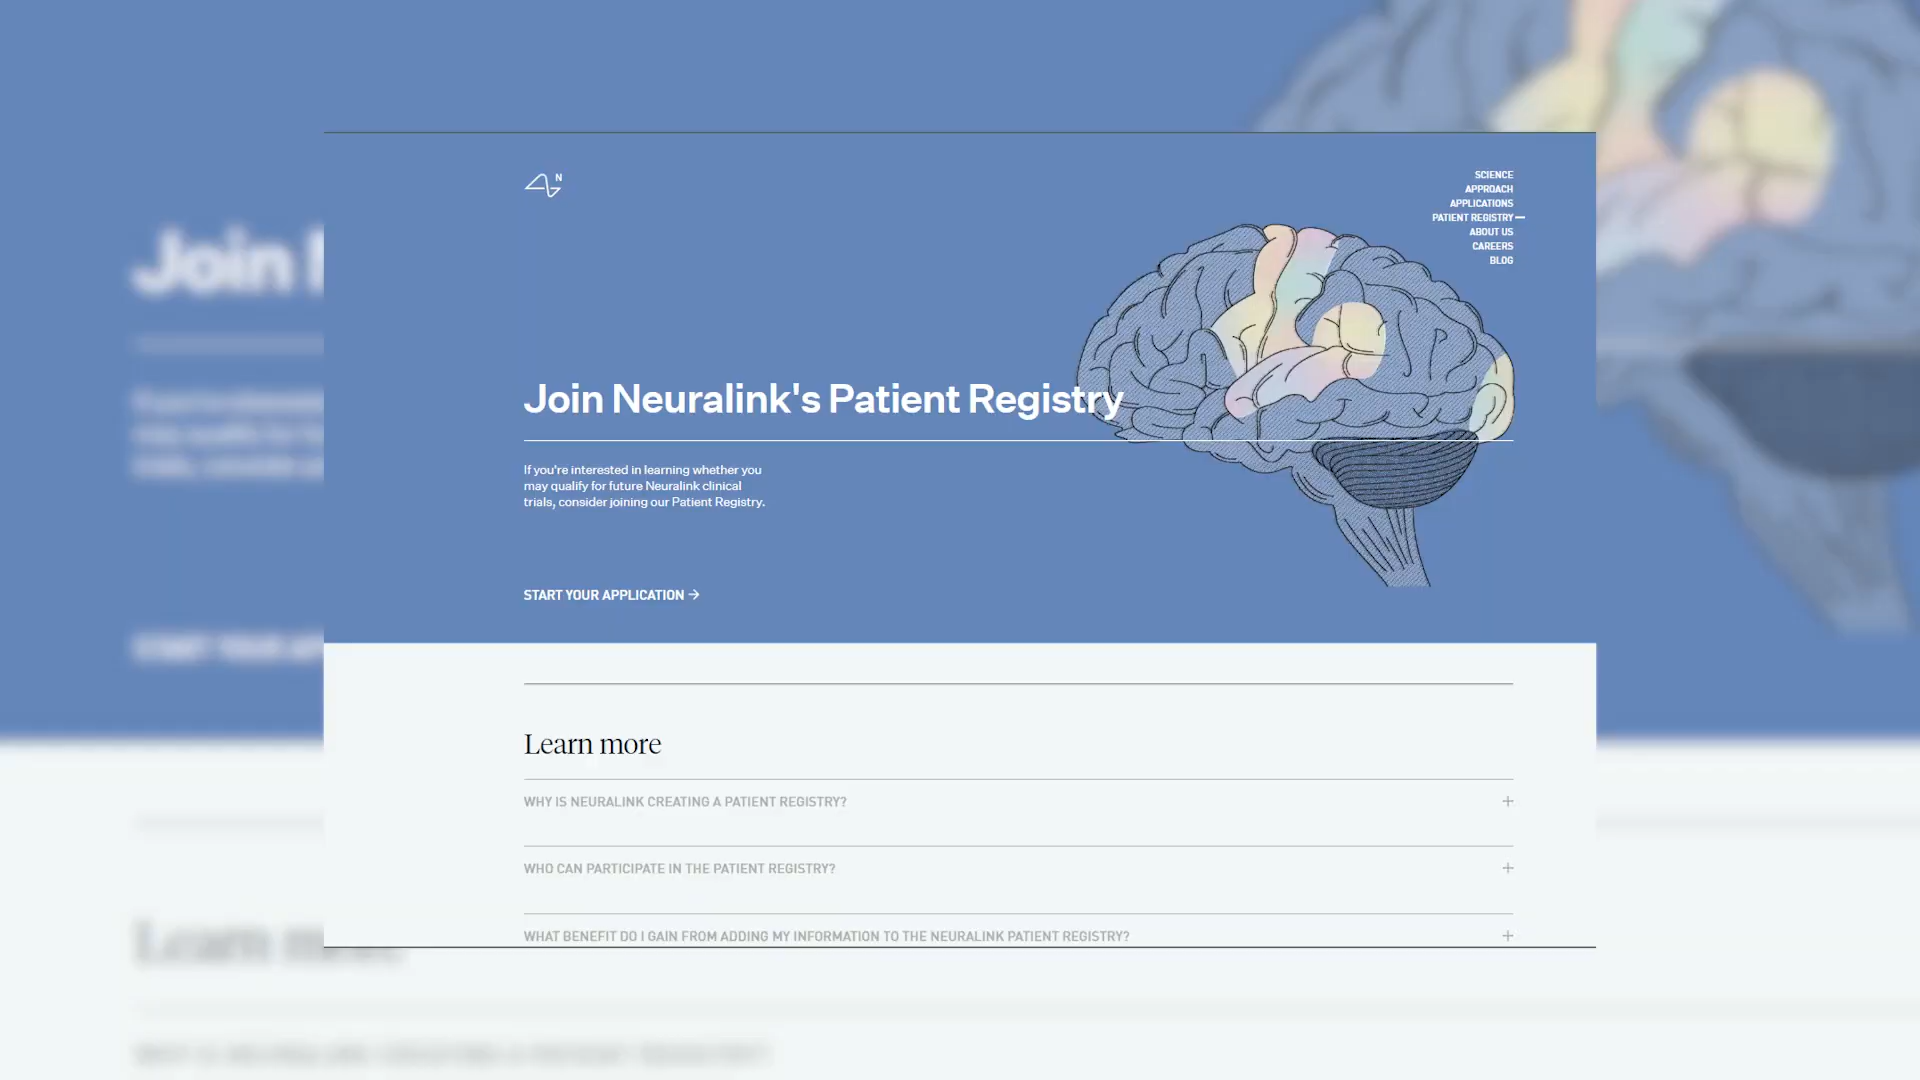 N
SCIENCE
APPROACH
APPLICATIONS
PATIENT REGISTRY
ABOUT US
CAREERS
BLOG
Join Neuralink's Patient Registry
If you're interested in learning whether you
may qualify for future Neuralink clinical
trials, consider joining our Patient Registry.
START YOUR APPLICATION →
Learn more
WHY IS NEURALINK CREATING A PATIENT REGISTRY? +
WHO CAN PARTICIPATE IN THE PATIENT REGISTRY? +
WHAT BENEFIT DO I GAIN FROM ADDING MY INFORMATION TO THE NEURALINK PATIENT REGISTRY? +
Join
Learn more